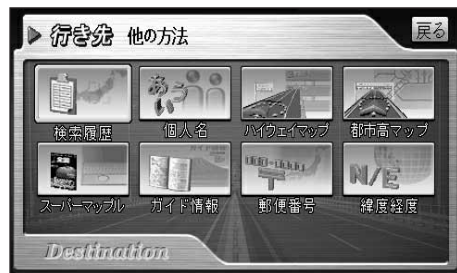 行き先 他の方法
戻る
あい
検索履歴 個人名 ハイウェイマップ 都市高マップ
N/E
スーパーマップル ガイド情報 郵便番号 緯度経度
Destination